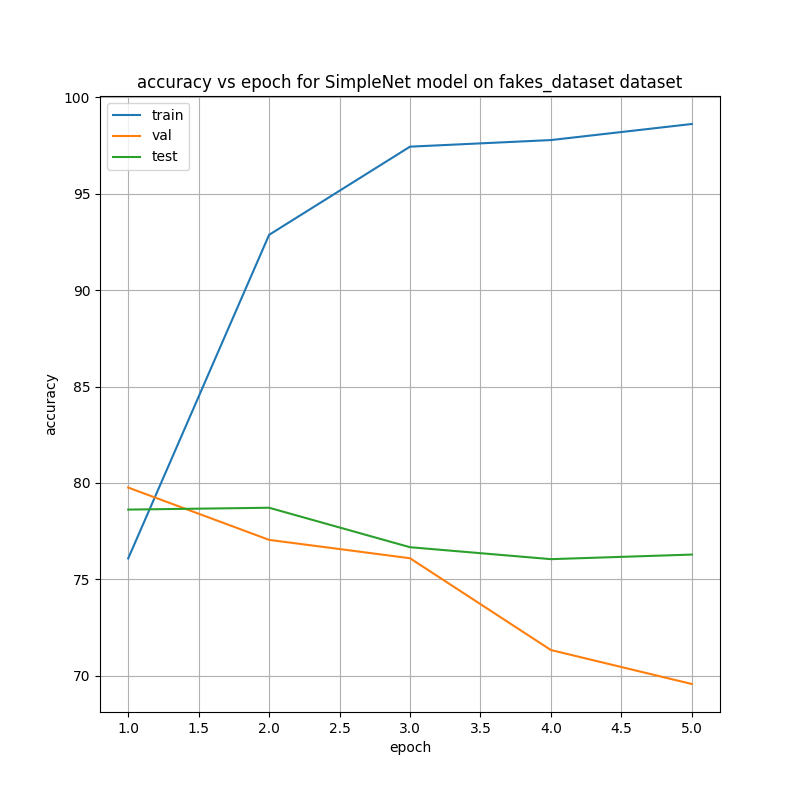 accuracy vs epoch for SimpleNet model on fakes_dataset dataset
train
val
test
100
95
90
85
80
75
70
accuracy
1.0 1.5 2.0 2.5 3.0 3.5 4.0 4.5 5.0
epoch